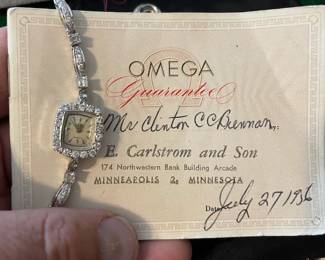 OMEGA
Guarantee
Mr Clinton CC Brennan,
E. Carlstrom and Son
174 Northwestern Bank Building Arcade
MINNEAPOLIS 2, MINNESOTA
Date July 27 1956